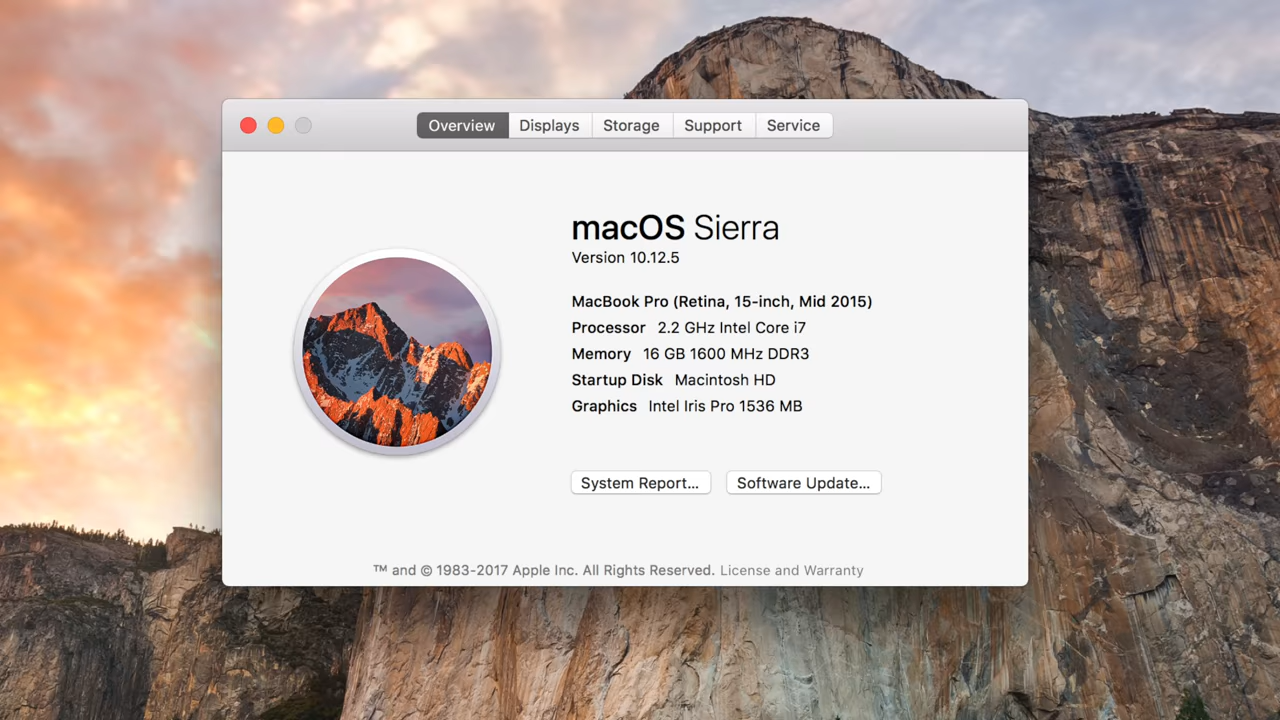 Overview Displays Storage Support Service
macOS Sierra
Version 10.12.5
MacBook Pro (Retina, 15-inch, Mid 2015)
Processor 2.2 GHz Intel Core i7
Memory 16 GB 1600 MHz DDR3
Startup Disk Macintosh HD
Graphics Intel Iris Pro 1536 MB
System Report... Software Update...
™ and © 1983-2017 Apple Inc. All Rights Reserved. License and Warranty